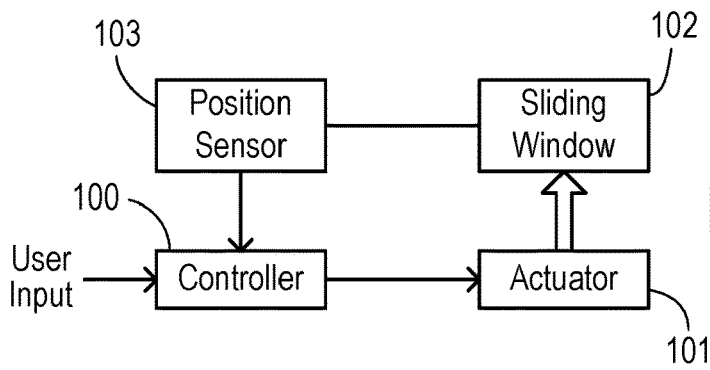 103
102
Position
Sensor
Sliding
Window
100
User
Input
Controller
Actuator
101